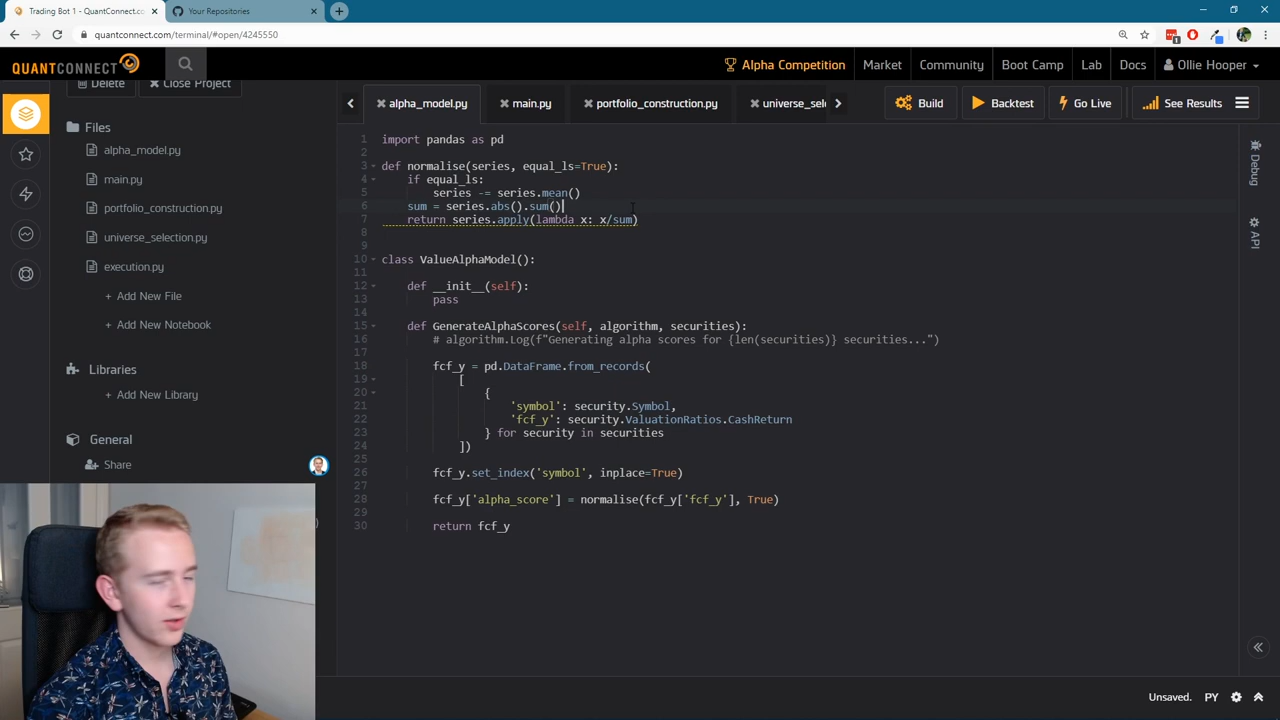 Trading Bot 1 - QuantConnect.co
Your Repositories
quantconnect.com/terminal/#open/4245550
QUANTCONNECT
Alpha Competition
Market
Community
Boot Camp
Lab
Docs
Ollie Hooper
Delete
Close Project
alpha_model.py
main.py
portfolio_construction.py
universe_sel
Build
Backtest
Go Live
See Results
Files
alpha_model.py
main.py
portfolio_construction.py
universe_selection.py
execution.py
+ Add New File
+ Add New Notebook
Libraries
+ Add New Library
General
Share
1 import pandas as pd
2
3 def normalise(series, equal_ls=True):
4 if equal_ls:
5 series -= series.mean()
6 sum = series.abs().sum()
7 return series.apply(lambda x: x/sum)
8
9
10 class ValueAlphaModel():
11
12 def __init__(self):
13 pass
14
15 def GenerateAlphaScores(self, algorithm, securities):
16 # algorithm.Log(f"Generating alpha scores for {len(securities)} securities...")
17
18 fcf_y = pd.DataFrame.from_records(
19 [
20 {
21 'symbol': security.Symbol,
22 'fcf_y': security.ValuationRatios.CashReturn
23 } for security in securities
24 ])
25
26 fcf_y.set_index('symbol', inplace=True)
27
28 fcf_y['alpha_score'] = normalise(fcf_y['fcf_y'], True)
29
30 return fcf_y
Debug
API
Unsaved.
PY